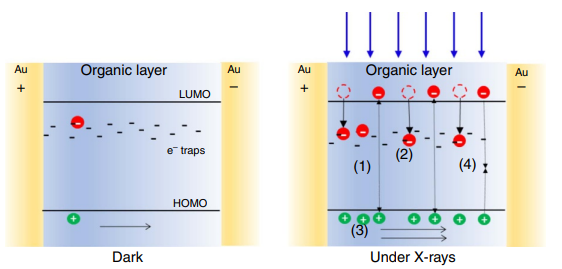 Au
+
Organic layer
Au
−
LUMO
e⁻ traps
HOMO
Dark
Au
+
Organic layer
Au
−
(1)
(2)
(4)
(3)
Under X-rays